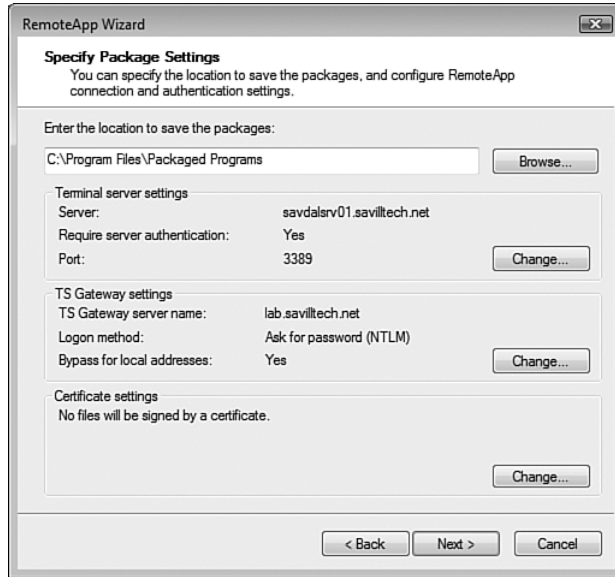 RemoteApp Wizard
Specify Package Settings
You can specify the location to save the packages, and configure RemoteApp
connection and authentication settings.
Enter the location to save the packages:
C:\Program Files\Packaged Programs
Browse...
Terminal server settings
Server: savdalsrv01.savilltech.net
Require server authentication: Yes
Port: 3389
Change...
TS Gateway settings
TS Gateway server name: lab.savilltech.net
Logon method: Ask for password (NTLM)
Bypass for local addresses: Yes
Change...
Certificate settings
No files will be signed by a certificate.
Change...
< Back Next > Cancel